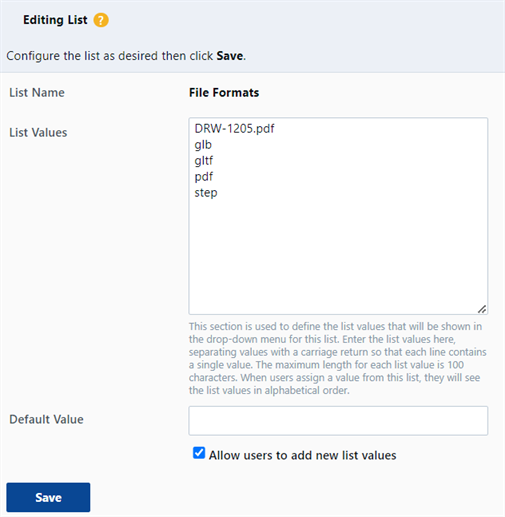 Editing List ?
Configure the list as desired then click Save.
List Name
File Formats
List Values
DRW-1205.pdf
glb
gltf
pdf
step
This section is used to define the list values that will be shown in
the drop-down menu for this list. Enter the list values here,
separating values with a carriage return so that each line contains
a single value. The maximum length for each list value is 100
characters. When users assign a value from this list, they will see
the list values in alphabetical order.
Default Value
Allow users to add new list values
Save